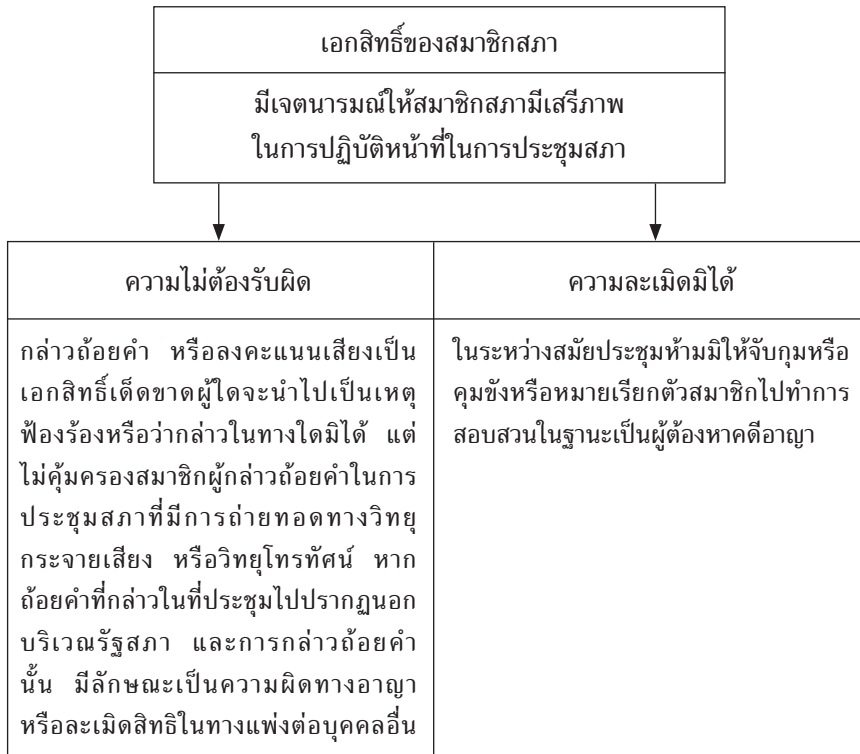 เอกสิทธิ์ของสมาชิกสภา
มีเจตนารมณ์ให้สมาชิกสภามีเสรีภาพ
ในการปฏิบัติหน้าที่ในการประชุมสภา
ความไม่ต้องรับผิด
กล่าวถ้อยคำ หรือลงคะแนนเสียงเป็น
เอกสิทธิ์เด็ดขาดผู้ใดจะนำไปเป็นเหตุ
ฟ้องร้องหรือว่ากล่าวในทางใดมิได้ แต่
ไม่คุ้มครองสมาชิกผู้กล่าวถ้อยคำในการ
ประชุมสภาที่มีการถ่ายทอดทางวิทยุ
กระจายเสียง หรือวิทยุโทรทัศน์ หาก
ถ้อยคำที่กล่าวในที่ประชุมไปปรากฏนอก
บริเวณรัฐสภา และการกล่าวถ้อยคำ
นั้น มีลักษณะเป็นความผิดทางอาญา
หรือละเมิดสิทธิในทางแพ่งต่อบุคคลอื่น
ความละเมิดมิได้
ในระหว่างสมัยประชุมห้ามมิให้จับกุมหรือ
คุมขังหรือหมายเรียกตัวสมาชิกไปทำการ
สอบสวนในฐานะเป็นผู้ต้องหาคดีอาญา